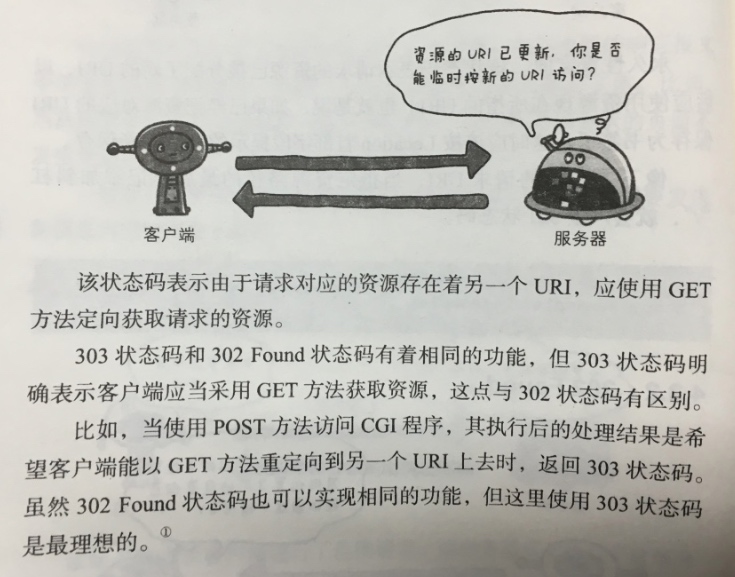 资源的 URI 已更新，你是否
能临时按新的 URI 访问？
客户端
服务器
该状态码表示由于请求对应的资源存在着另一个 URI，应使用 GET
方法定向获取请求的资源。
303 状态码和 302 Found 状态码有着相同的功能，但 303 状态码明
确表示客户端应当采用 GET 方法获取资源，这点与 302 状态码有区别。
比如，当使用 POST 方法访问 CGI 程序，其执行后的处理结果是希
望客户端能以 GET 方法重定向到另一个 URI 上去时，返回 303 状态码。
虽然 302 Found 状态码也可以实现相同的功能，但这里使用 303 状态码
是最理想的。①